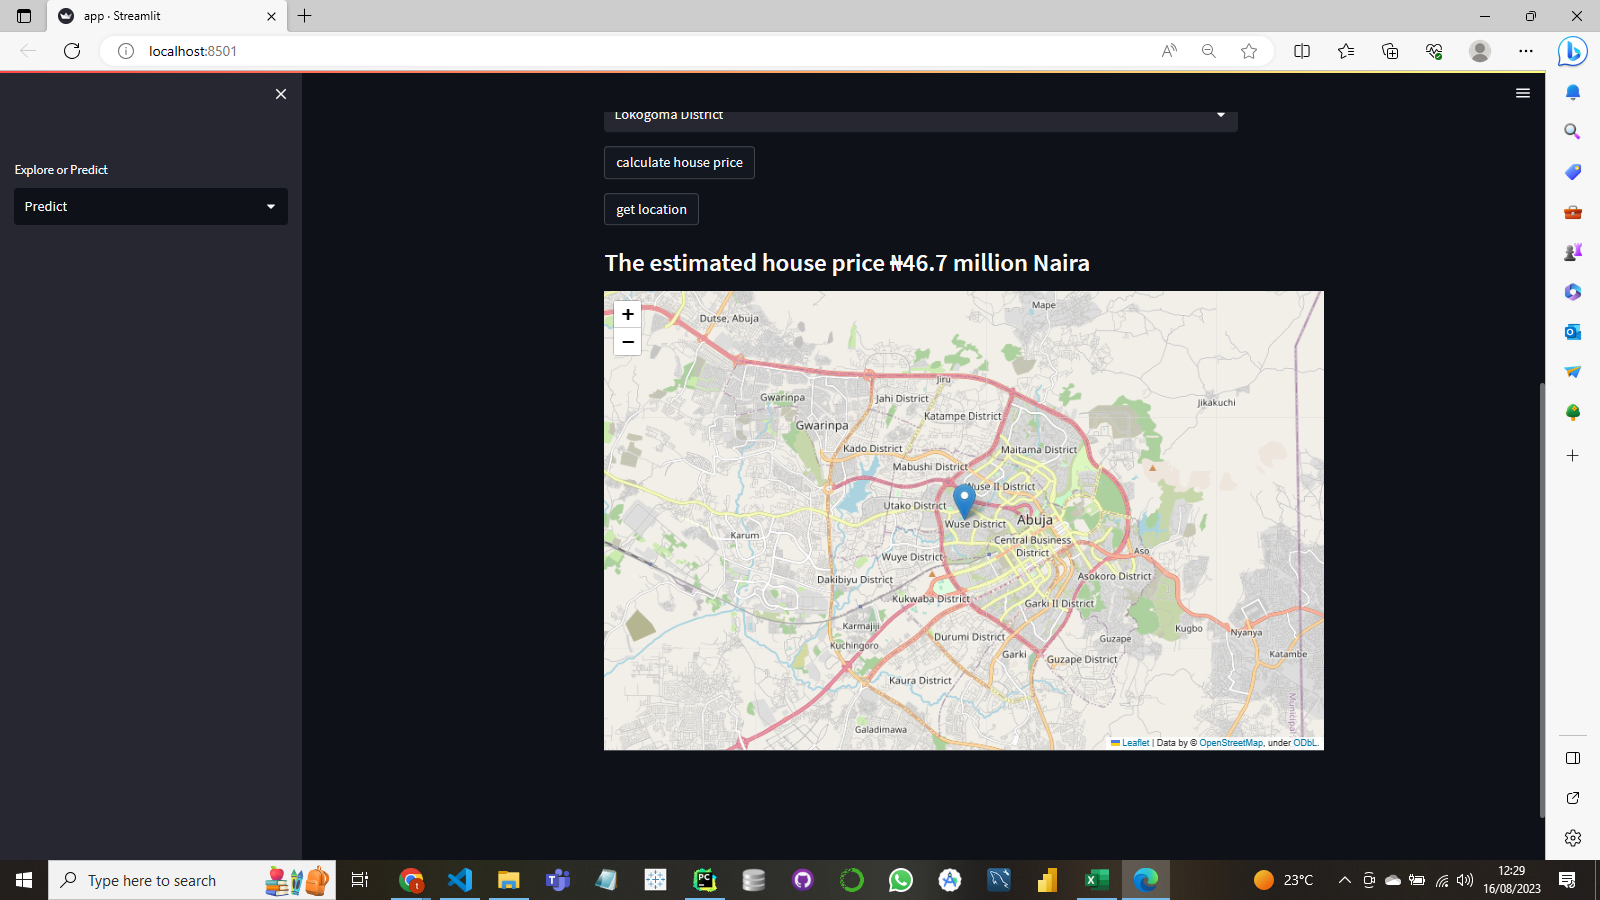 app · Streamlit
localhost:8501
Explore or Predict
Predict
Lokogoma District
calculate house price
get location
The estimated house price ₦46.7 million Naira
+
−
Mape
Dutse, Abuja
Jiru
Gwarinpa
Jahi District
Jikakuchi
Katampe District
Gwarinpa
Kado District
Maitama District
Mabushi District
Wuse II District
Utako District
Wuse District
Abuja
Karum
Central Business
District
Aso
Wuye District
Dakibiyu District
Asokoro District
Kukwaba District
Garki II District
Karmajiji
Kugbo
Nyanya
Durumi District
Guzape
Kuchingoro
Garki
Guzape District
Katambe
Kaura District
Galadimawa
Municipal
Leaflet | Data by © OpenStreetMap, under ODbL.
Type here to search
23°C
12:29
16/08/2023